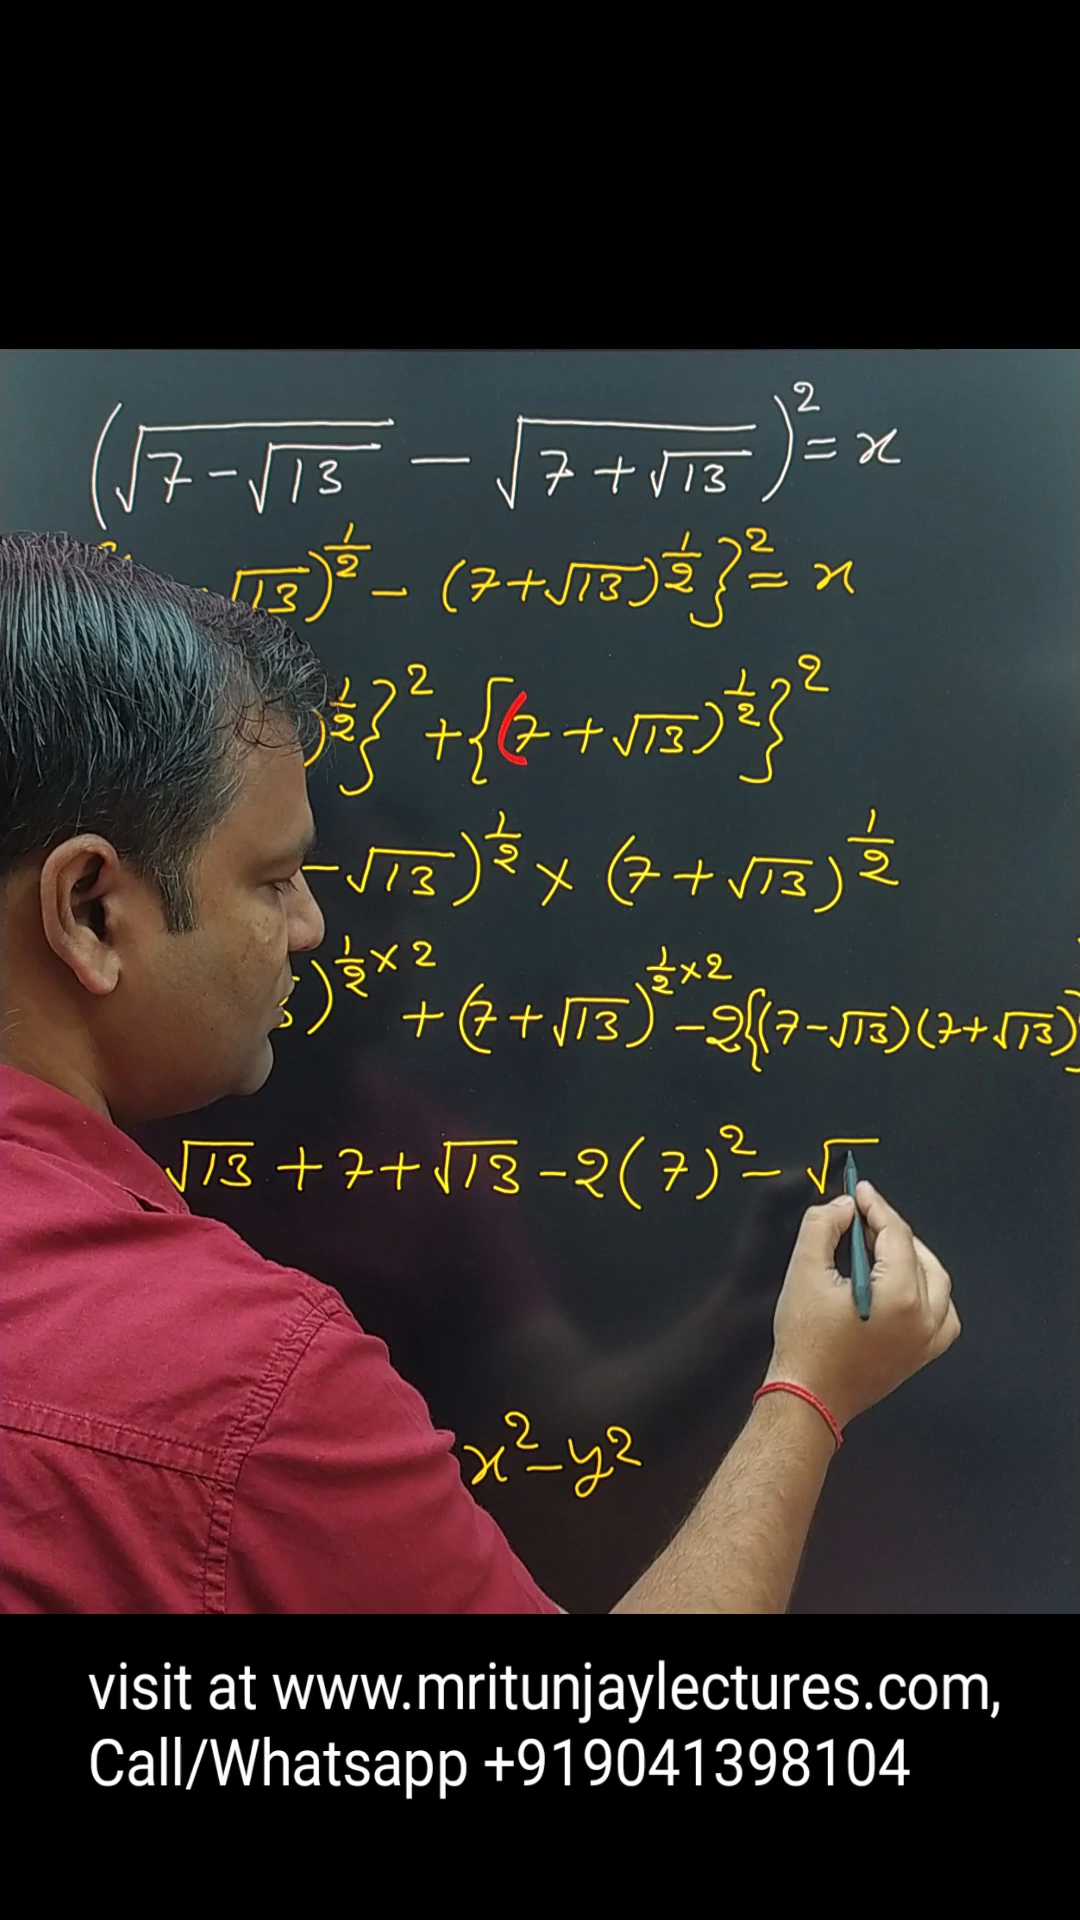 (√(7-√13) - √(7+√13))² = x
√13)^½ - (7+√13)^½}² = x
)^½}² + {(7+√13)^½}²
-√13)^½ × (7+√13)^½
)^½×2 + (7+√13)^½×2 -2{(7-√13)(7+√13)}
√13 + 7+√13 -2(7)² - √
x²-y²
visit at www.mritunjaylectures.com,
Call/Whatsapp +919041398104